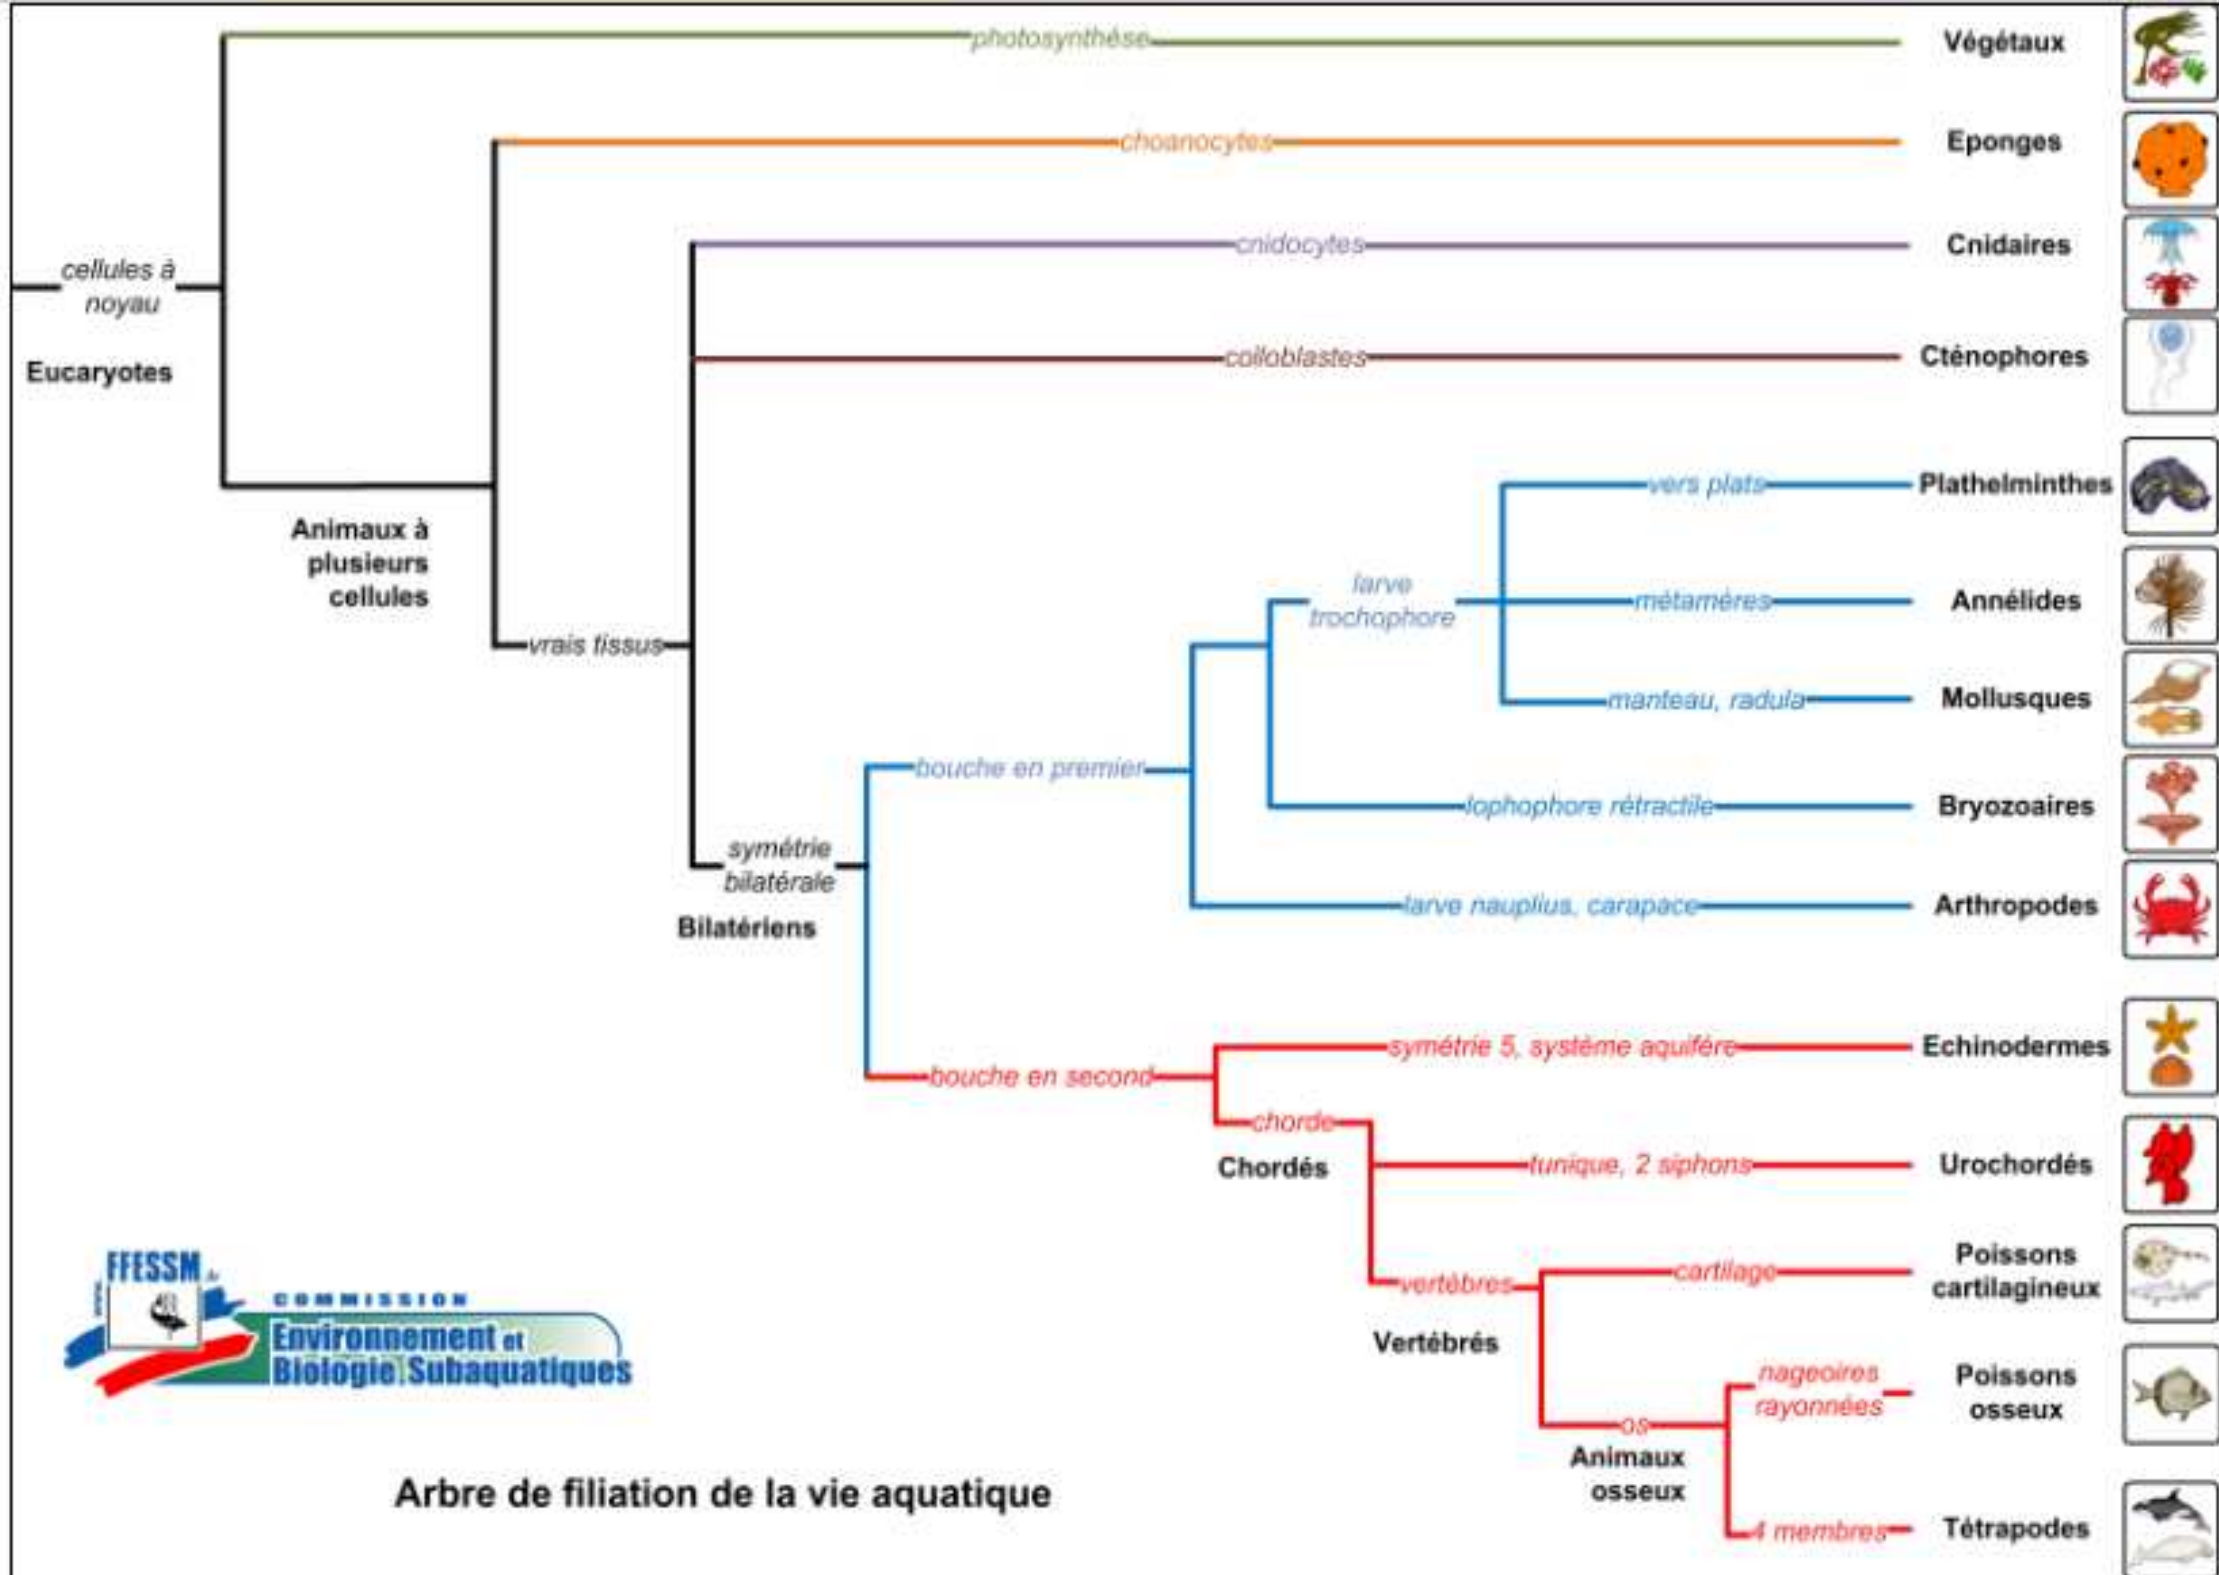 photosynthèse
Végétaux
choanocytes
Eponges
cnidocytes
Cnidaires
cellules à
noyau
Eucaryotes
colloblastes
Cténophores
vers plats
Plathelminthes
Animaux à
plusieurs
cellules
larve
trochophore
métamères
Annélides
vrais tissus
manteau, radula
Mollusques
bouche en premier
lophophore rétractile
Bryozoaires
symétrie
bilatérale
Bilatériens
larve nauplius, carapace
Arthropodes
symétrie 5, système aquifère
Echinodermes
bouche en second
chorde
Chordés
tunique, 2 siphons
Urochordés
vertèbres
Vertébrés
cartilage
Poissons
cartilagineux
nageoires
rayonnées
Poissons
osseux
os
Animaux
osseux
4 membres
Tétrapodes
FFESSM
COMMISSION
Environnement et
Biologie Subaquatiques
Arbre de filiation de la vie aquatique